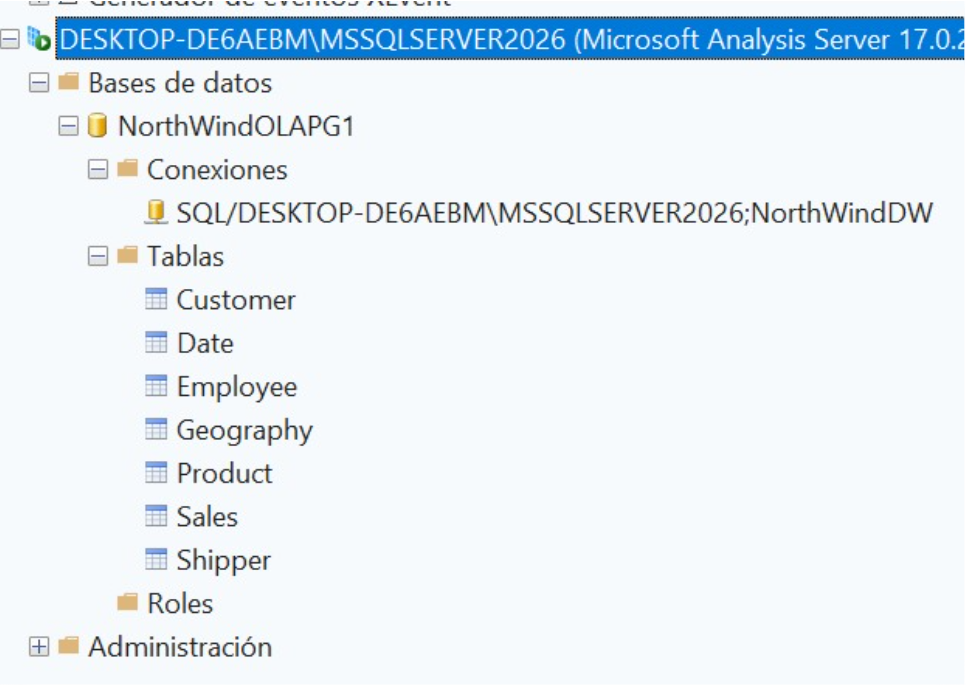 Generador de eventos XEvent
DESKTOP-DE6AEBM\MSSQLSERVER2026 (Microsoft Analysis Server 17.0.2
Bases de datos
NorthWindOLAPG1
Conexiones
SQL/DESKTOP-DE6AEBM\MSSQLSERVER2026;NorthWindDW
Tablas
Customer
Date
Employee
Geography
Product
Sales
Shipper
Roles
Administración